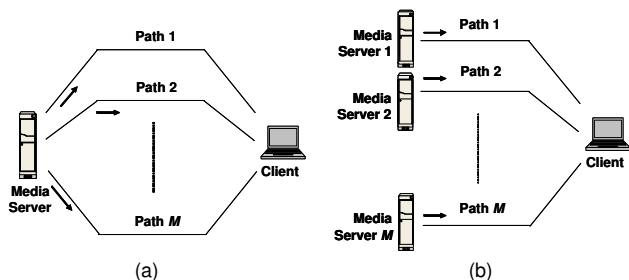 Path 1
Path 2
Media
Server
Client
Path M
(a)
Media
Server 1
Path 1
Media
Server 2
Path 2
Client
Media
Server M
Path M
(b)